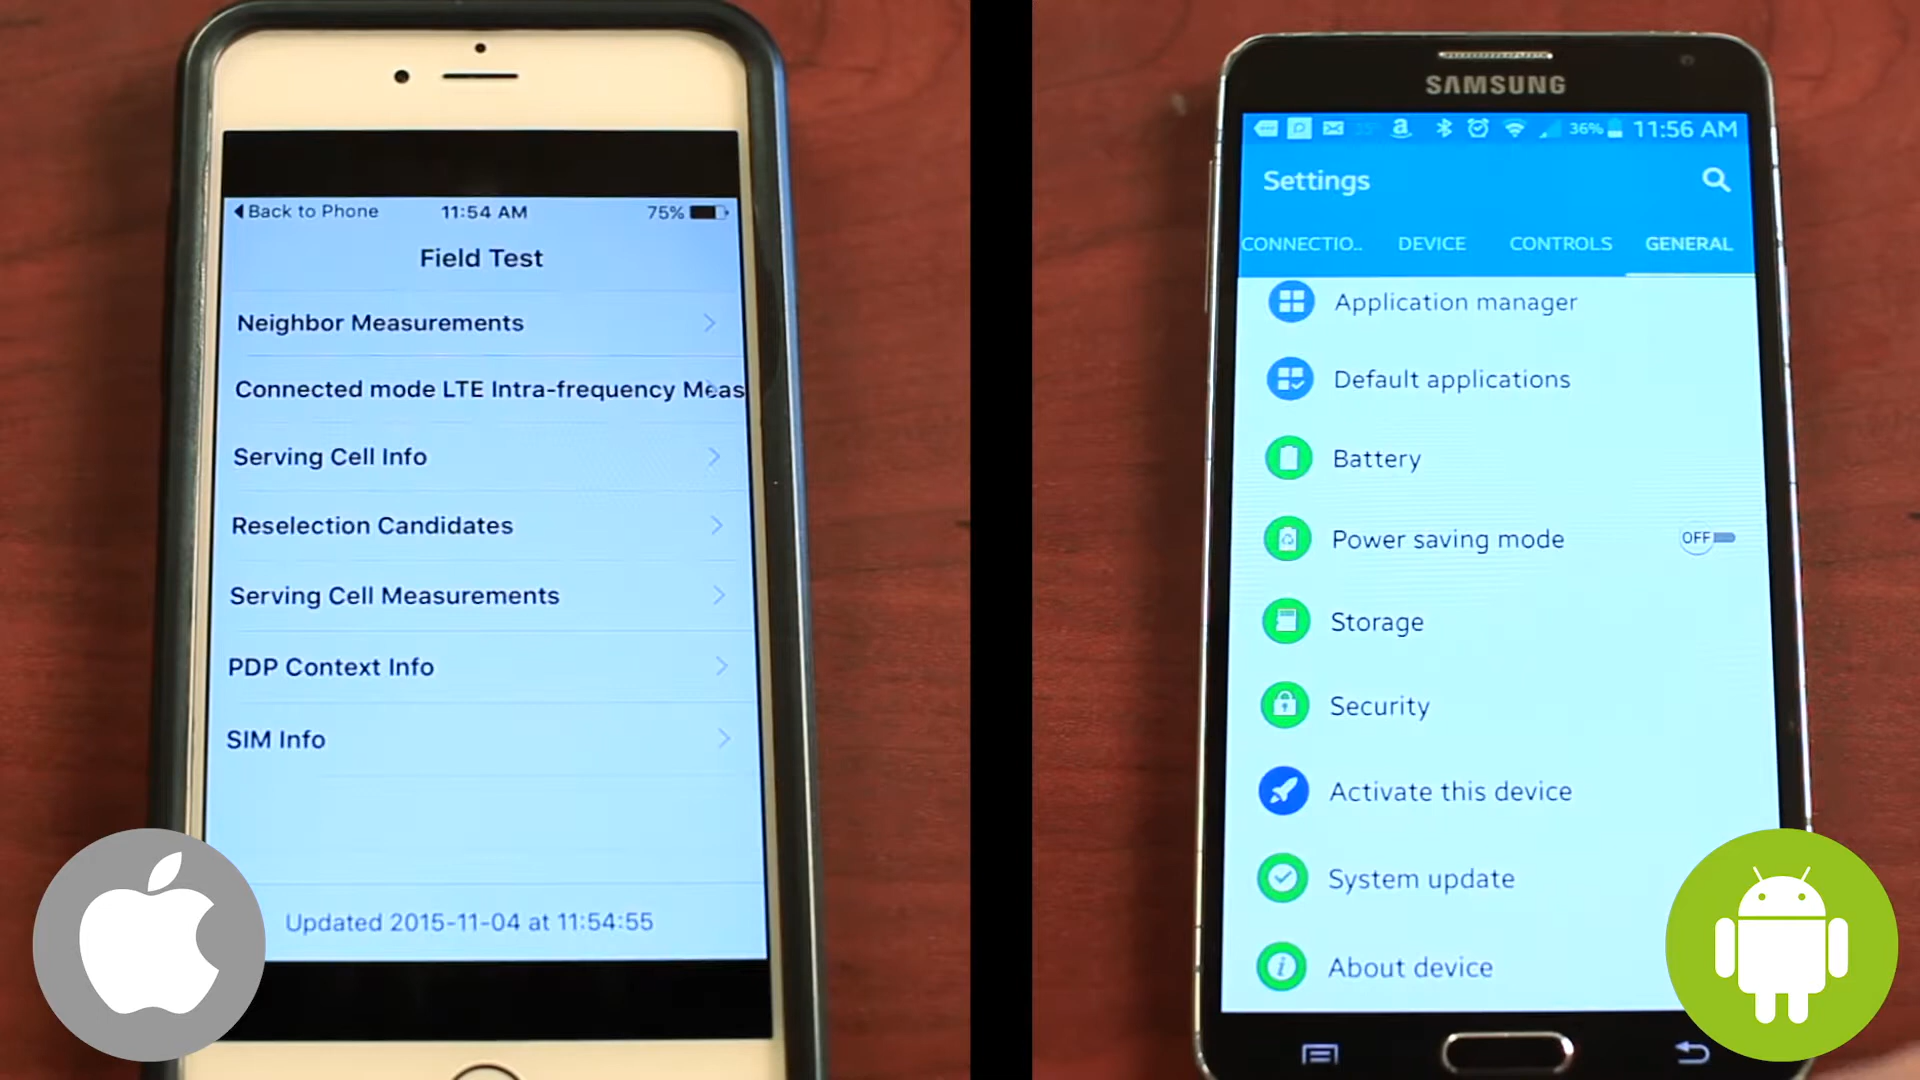 Back to Phone 11:54 AM 75%
Field Test
Neighbor Measurements
Connected mode LTE Intra-frequency Meas
Serving Cell Info
Reselection Candidates
Serving Cell Measurements
PDP Context Info
SIM Info
Updated 2015-11-04 at 11:54:55
SAMSUNG
36% 11:56 AM
Settings
CONNECTIO.. DEVICE CONTROLS GENERAL
Application manager
Default applications
Battery
Power saving mode OFF
Storage
Security
Activate this device
System update
About device